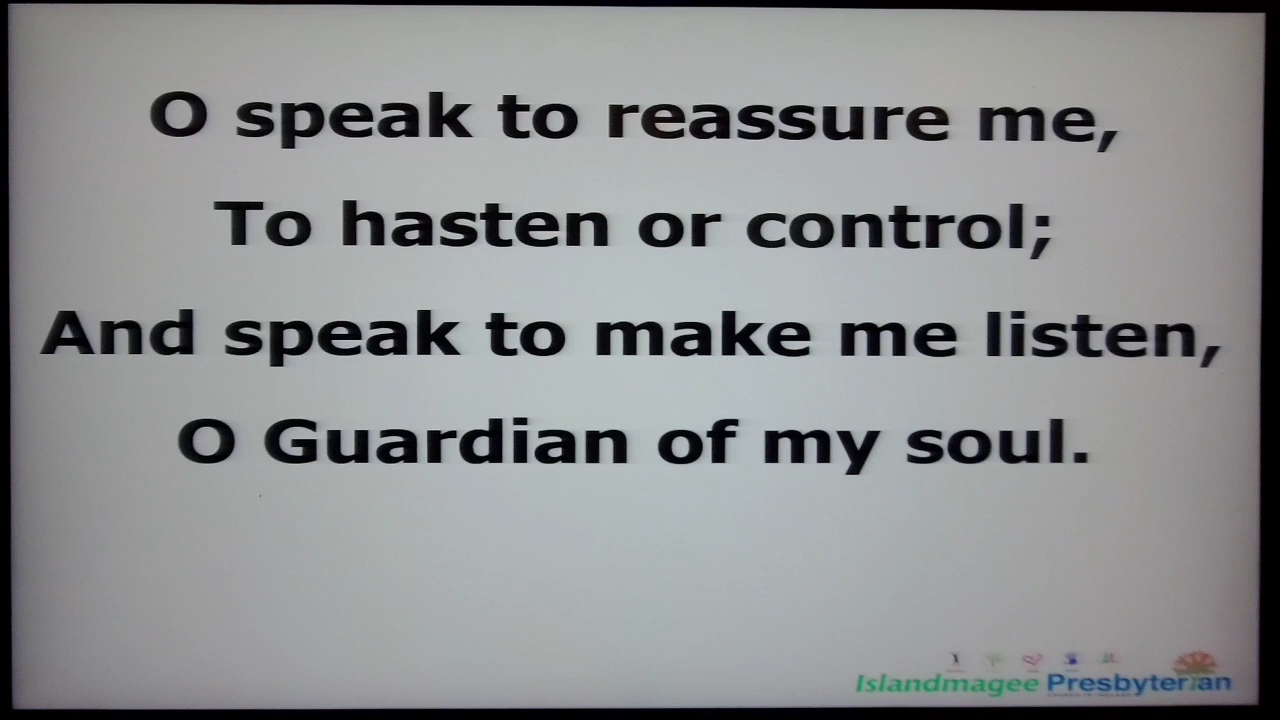 O speak to reassure me,
To hasten or control;
And speak to make me listen,
O Guardian of my soul.
Islandmagee Presbyterian